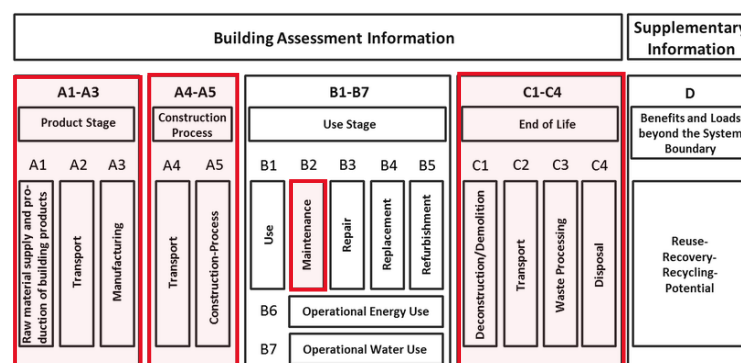 Building Assessment Information
Supplementary
Information
A1-A3
A4-A5
B1-B7
C1-C4
D
Product Stage
Construction
Process
Use Stage
End of Life
Benefits and Loads
beyond the System
Boundary
A1
A2
A3
A4
A5
B1
B2
B3
B4
B5
C1
C2
C3
C4
Raw material supply and pro-
duction of building products
Transport
Manufacturing
Transport
Construction-Process
Use
Maintenance
Repair
Replacement
Refurbishment
Deconstruction/Demolition
Transport
Waste Processing
Disposal
Reuse-
Recovery-
Recycling-
Potential
B6
Operational Energy Use
B7
Operational Water Use